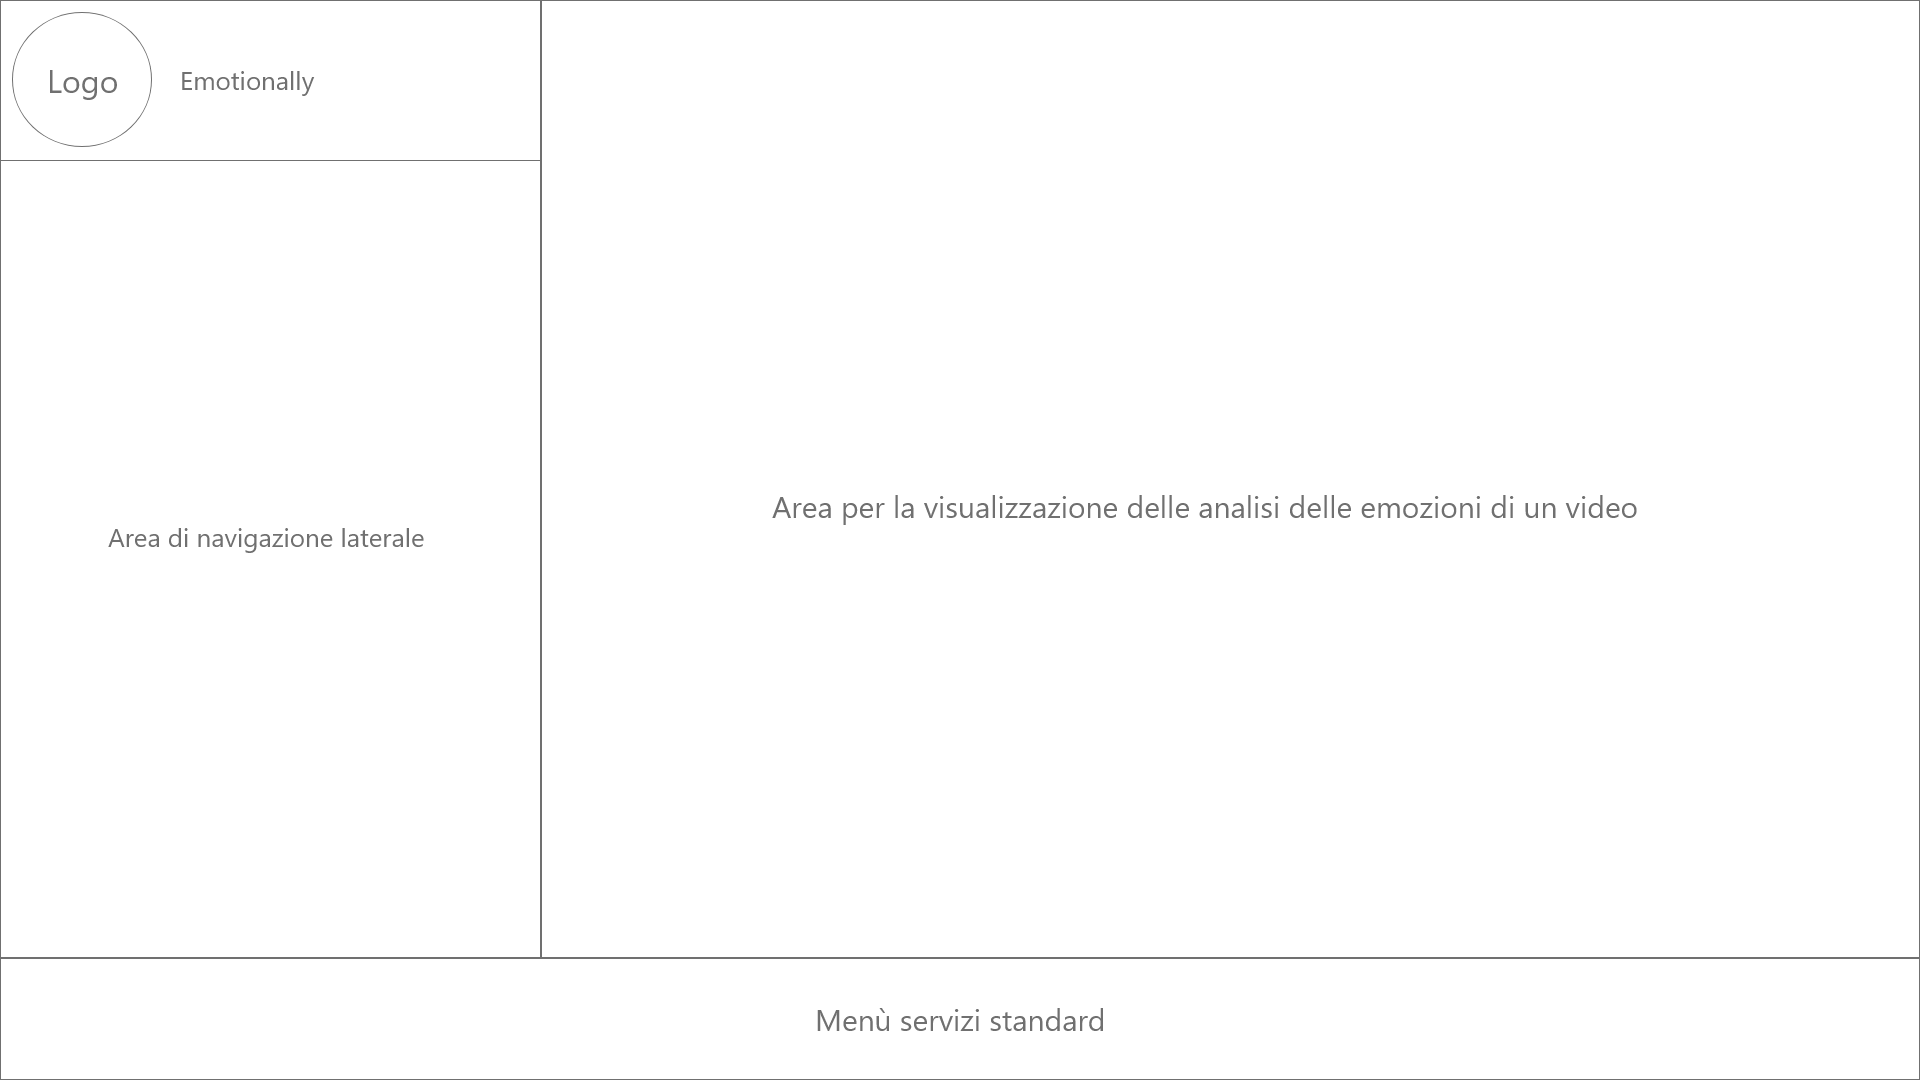 Logo
Emotionally
Area di navigazione laterale
Area per la visualizzazione delle analisi delle emozioni di un video
Menù servizi standard